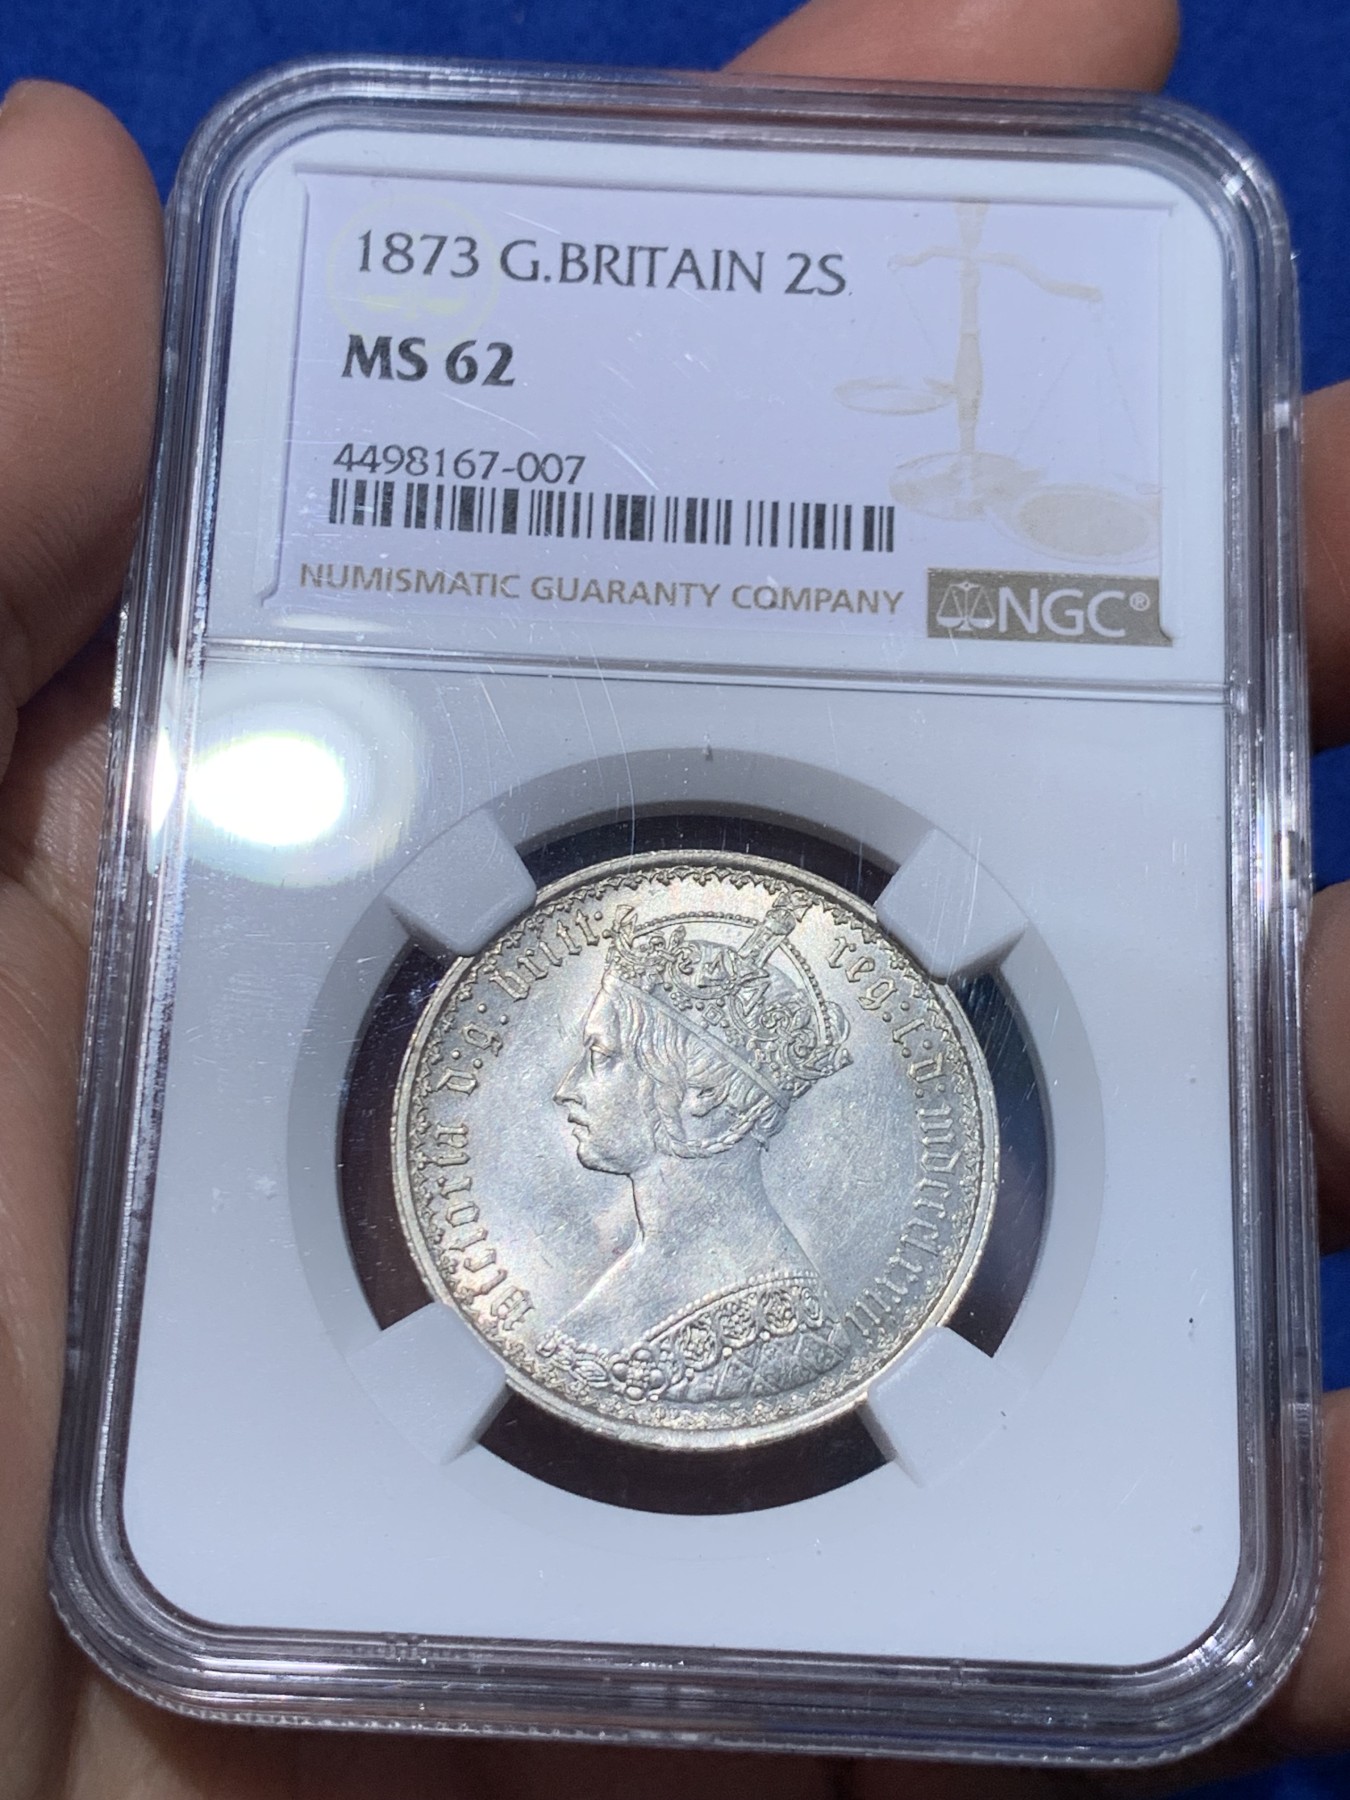 1873 G.BRITAIN 2S
MS 62
4498167-007
NUMISMATIC GUARANTY COMPANY
NGC®
victoria d:g: britt: reg: f: d: mdccclxxiii